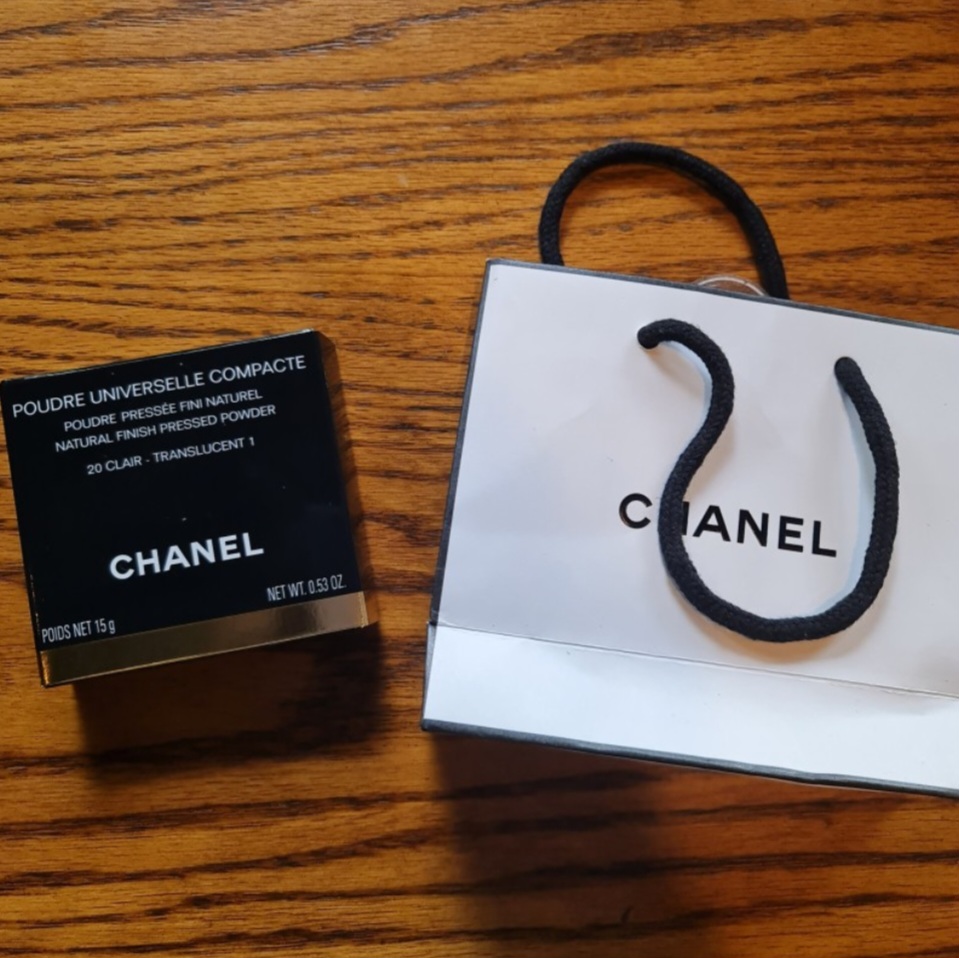 POUDRE UNIVERSELLE COMPACTE
POUDRE PRESSÉE FINI NATUREL
NATURAL FINISH PRESSED POWDER
20 CLAIR - TRANSLUCENT 1
CHANEL
NET WT. 0.53 OZ.
POIDS NET 15 g
CHANEL